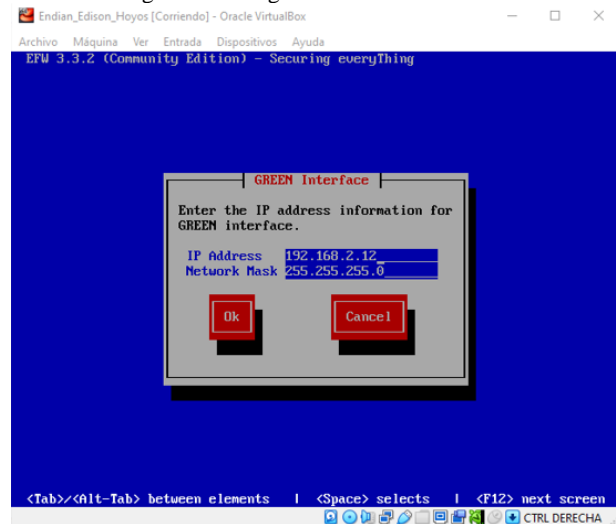 Endian_Edison_Hoyos [Corriendo] - Oracle VirtualBox
Archivo Máquina Ver Entrada Dispositivos Ayuda
EFW 3.3.2 (Community Edition) - Securing everyThing
GREEN Interface
Enter the IP address information for
GREEN interface.
IP Address 192.168.2.12_
Network Mask 255.255.255.0
Ok Cancel
<Tab>/<Alt-Tab> between elements | <Space> selects | <F12> next screen
CTRL DERECHA